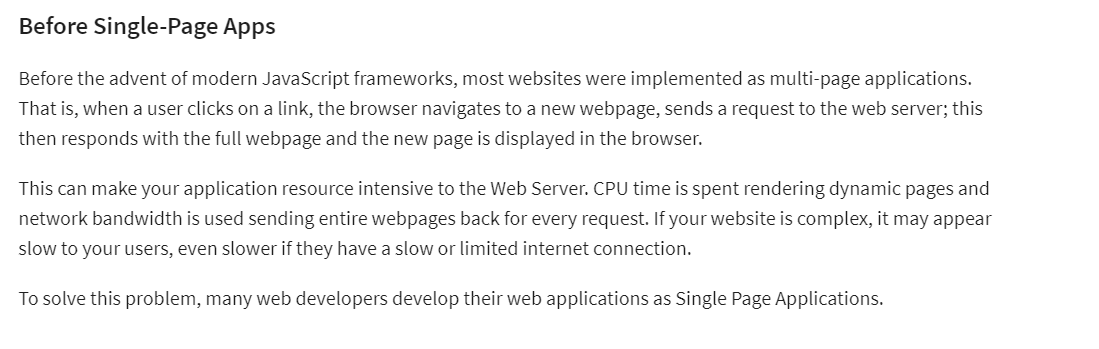 Before Single-Page Apps
Before the advent of modern JavaScript frameworks, most websites were implemented as multi-page applications.
That is, when a user clicks on a link, the browser navigates to a new webpage, sends a request to the web server; this
then responds with the full webpage and the new page is displayed in the browser.
This can make your application resource intensive to the Web Server. CPU time is spent rendering dynamic pages and
network bandwidth is used sending entire webpages back for every request. If your website is complex, it may appear
slow to your users, even slower if they have a slow or limited internet connection.
To solve this problem, many web developers develop their web applications as Single Page Applications.